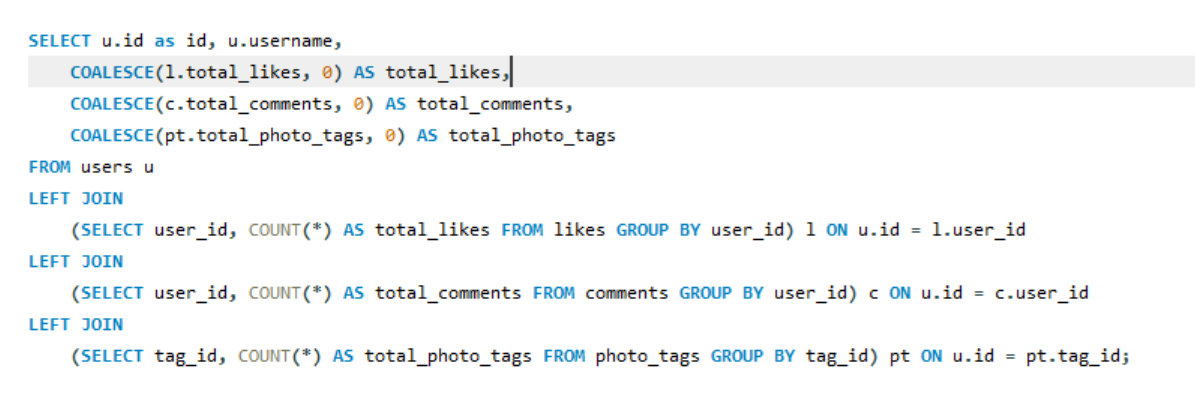 SELECT u.id as id, u.username,
COALESCE(l.total_likes, 0) AS total_likes,
COALESCE(c.total_comments, 0) AS total_comments,
COALESCE(pt.total_photo_tags, 0) AS total_photo_tags
FROM users u
LEFT JOIN
(SELECT user_id, COUNT(*) AS total_likes FROM likes GROUP BY user_id) l ON u.id = l.user_id
LEFT JOIN
(SELECT user_id, COUNT(*) AS total_comments FROM comments GROUP BY user_id) c ON u.id = c.user_id
LEFT JOIN
(SELECT tag_id, COUNT(*) AS total_photo_tags FROM photo_tags GROUP BY tag_id) pt ON u.id = pt.tag_id;